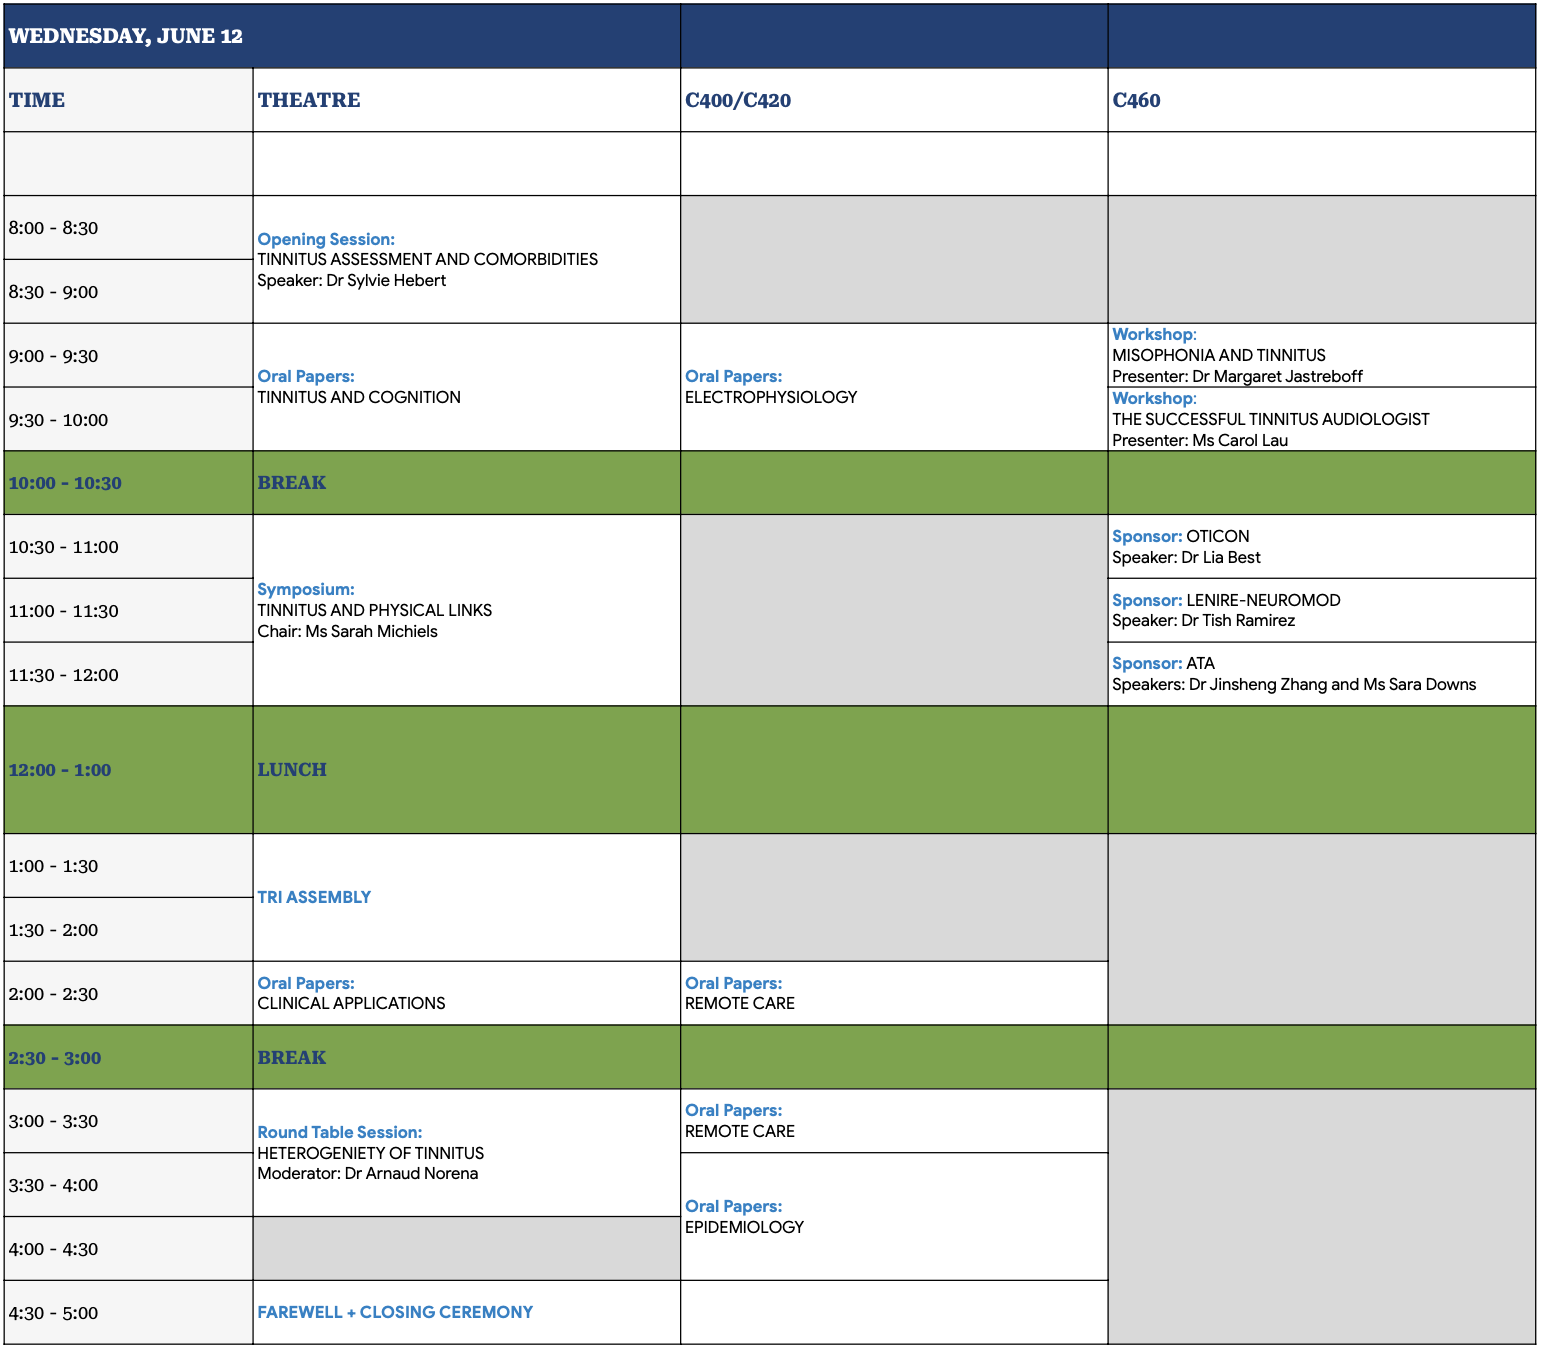 WEDNESDAY, JUNE 12
TIME
THEATRE
C400/C420
C460
8:00 - 8:30
Opening Session:
TINNITUS ASSESSMENT AND COMORBIDITIES
Speaker: Dr Sylvie Hebert
8:30 - 9:00
9:00 - 9:30
Oral Papers:
TINNITUS AND COGNITION
Oral Papers:
ELECTROPHYSIOLOGY
Workshop:
MISOPHONIA AND TINNITUS
Presenter: Dr Margaret Jastreboff
9:30 - 10:00
Workshop:
THE SUCCESSFUL TINNITUS AUDIOLOGIST
Presenter: Ms Carol Lau
10:00 - 10:30
BREAK
10:30 - 11:00
Symposium:
TINNITUS AND PHYSICAL LINKS
Chair: Ms Sarah Michiels
Sponsor: OTICON
Speaker: Dr Lia Best
11:00 - 11:30
Sponsor: LENIRE-NEUROMOD
Speaker: Dr Tish Ramirez
11:30 - 12:00
Sponsor: ATA
Speakers: Dr Jinsheng Zhang and Ms Sara Downs
12:00 - 1:00
LUNCH
1:00 - 1:30
TRI ASSEMBLY
1:30 - 2:00
2:00 - 2:30
Oral Papers:
CLINICAL APPLICATIONS
Oral Papers:
REMOTE CARE
2:30 - 3:00
BREAK
3:00 - 3:30
Round Table Session:
HETEROGENIETY OF TINNITUS
Moderator: Dr Arnaud Norena
Oral Papers:
REMOTE CARE
3:30 - 4:00
Oral Papers:
EPIDEMIOLOGY
4:00 - 4:30
4:30 - 5:00
FAREWELL + CLOSING CEREMONY